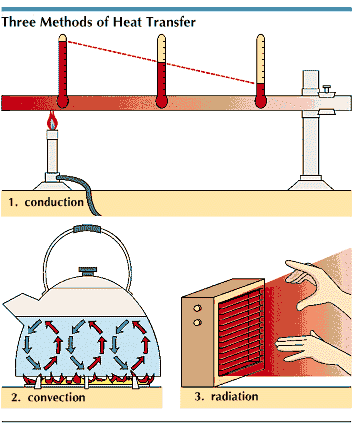 Three Methods of Heat Transfer
1. conduction
2. convection
3. radiation